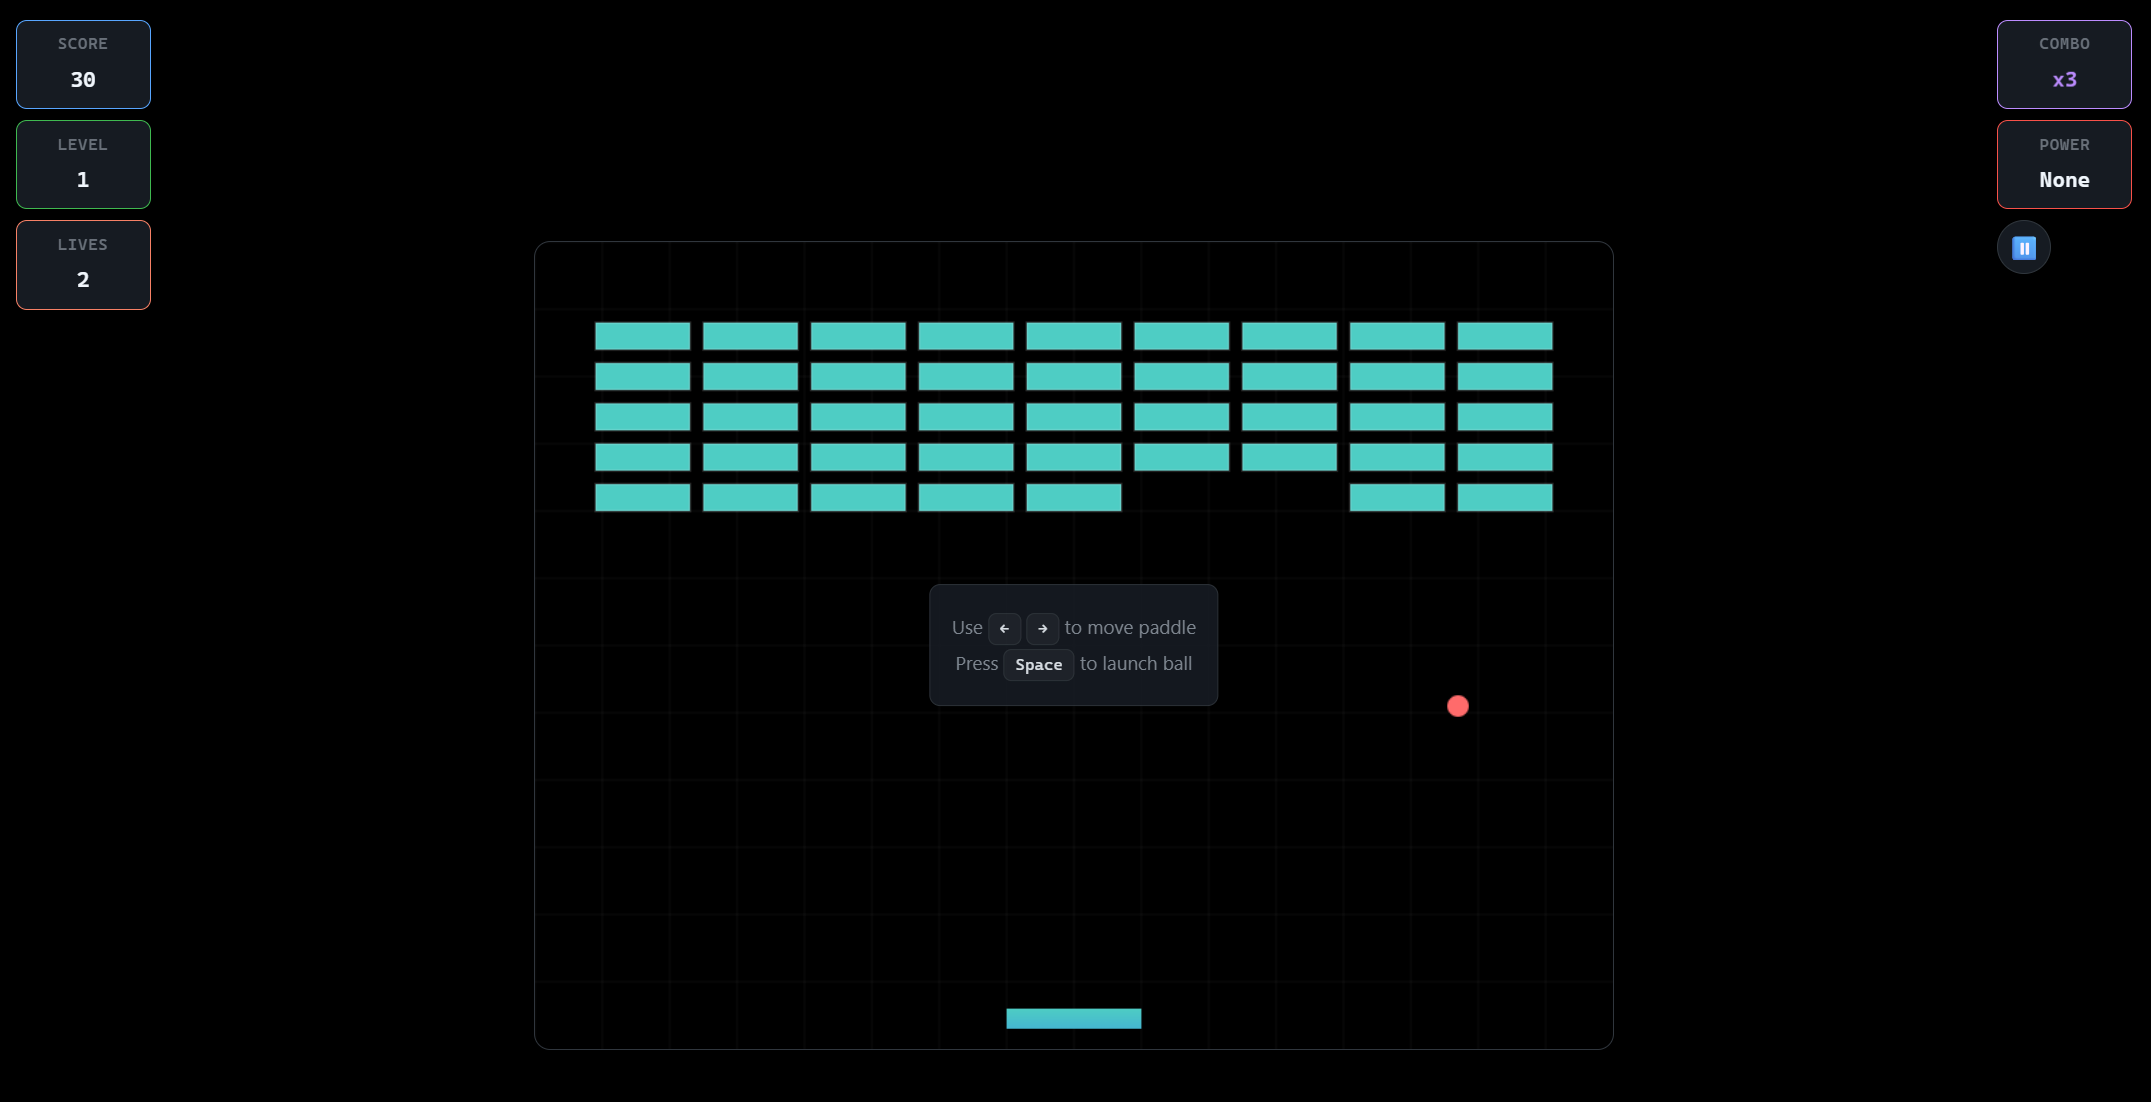 SCORE
30
LEVEL
1
LIVES
2
COMBO
x3
POWER
None
Use ← → to move paddle
Press Space to launch ball